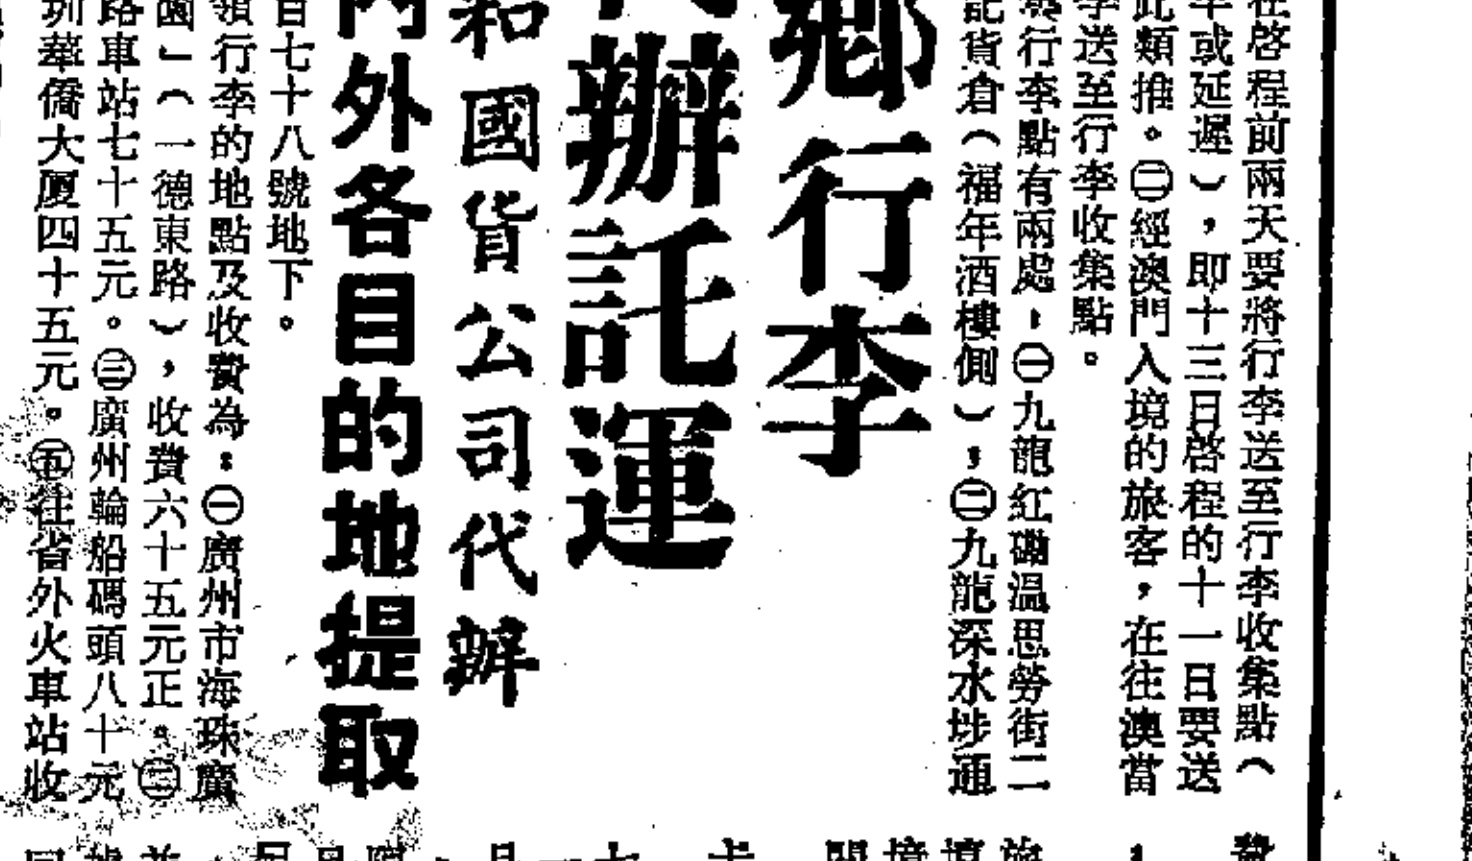 在啓程前兩天要將行李送至行李收集點（
年或延遲），即十三日啓程的十一日要送
此類推。㊁經澳門入境的旅客，在往澳當
李送至行李收集點。
為行李點有兩處，㊀九龍紅磡温思勞街二
記貨倉（福年酒樓側），㊁九龍深水埗通
鄉行李
代辦託運
和國貨公司代辦
內外各目的地提取
百七十八號地下。
領行李的地點及收費為：㊀廣州市海珠廣
園」（一德東路），收費六十五元正。㊁
路車站七十五元。㊂廣州輪船碼頭八十元
圳華僑大厦四十五元。㊄往省外火車站收